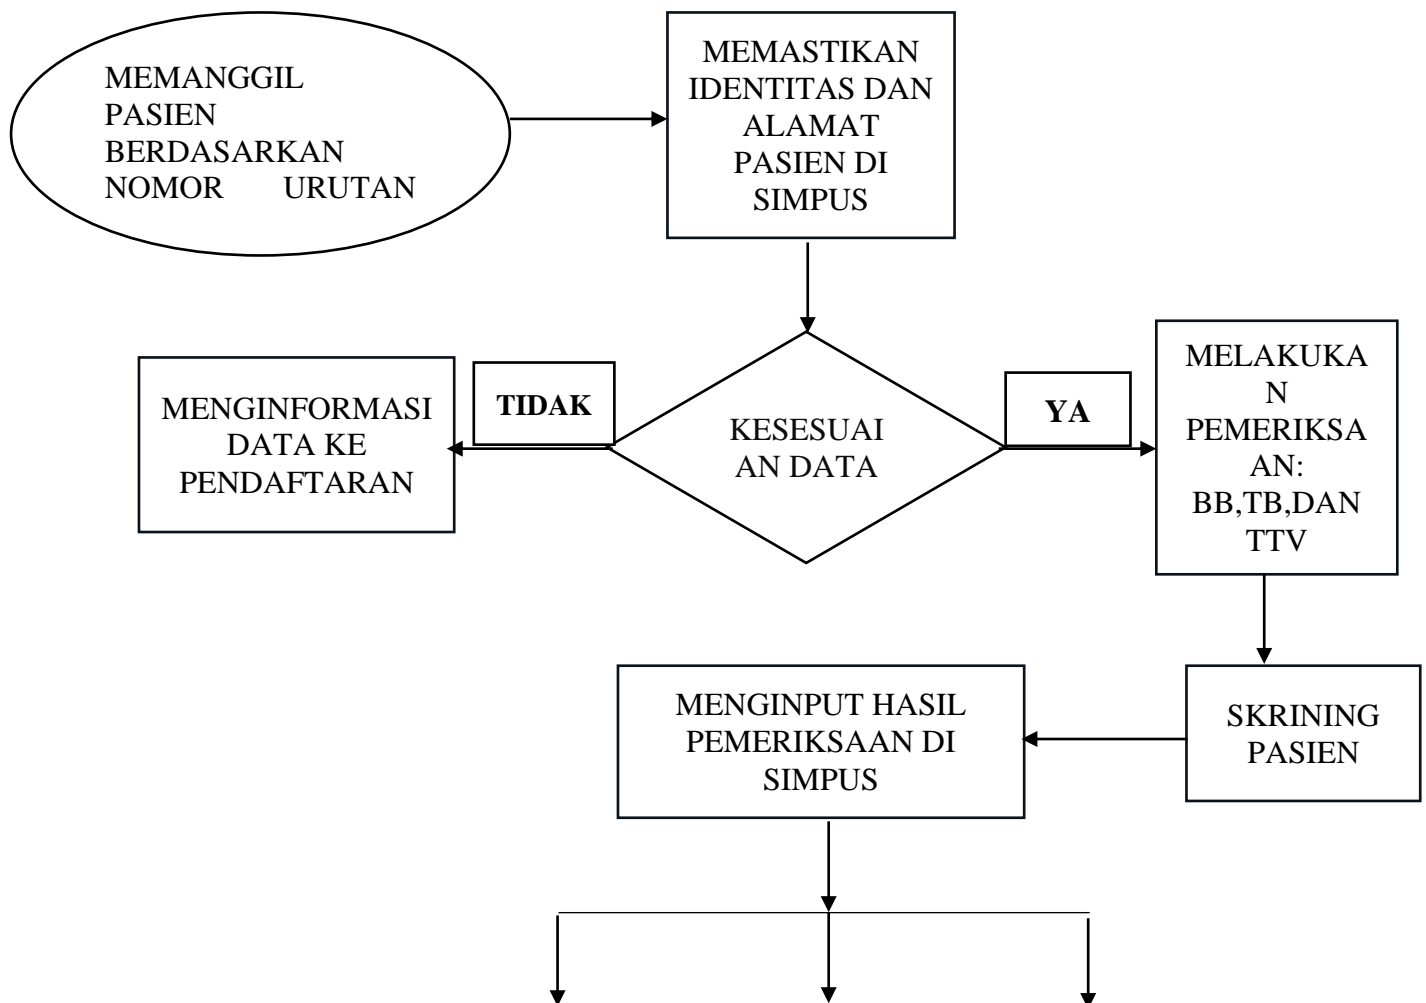 MEMANGGIL
PASIEN
BERDASARKAN
NOMOR URUTAN
MEMASTIKAN
IDENTITAS DAN
ALAMAT
PASIEN DI
SIMPUS
MENGINFORMASI
DATA KE
PENDAFTARAN
TIDAK
KESESUAI
AN DATA
YA
MELAKUKA
N
PEMERIKSA
AN:
BB,TB,DAN
TTV
MENGINPUT HASIL
PEMERIKSAAN DI
SIMPUS
SKRINING
PASIEN